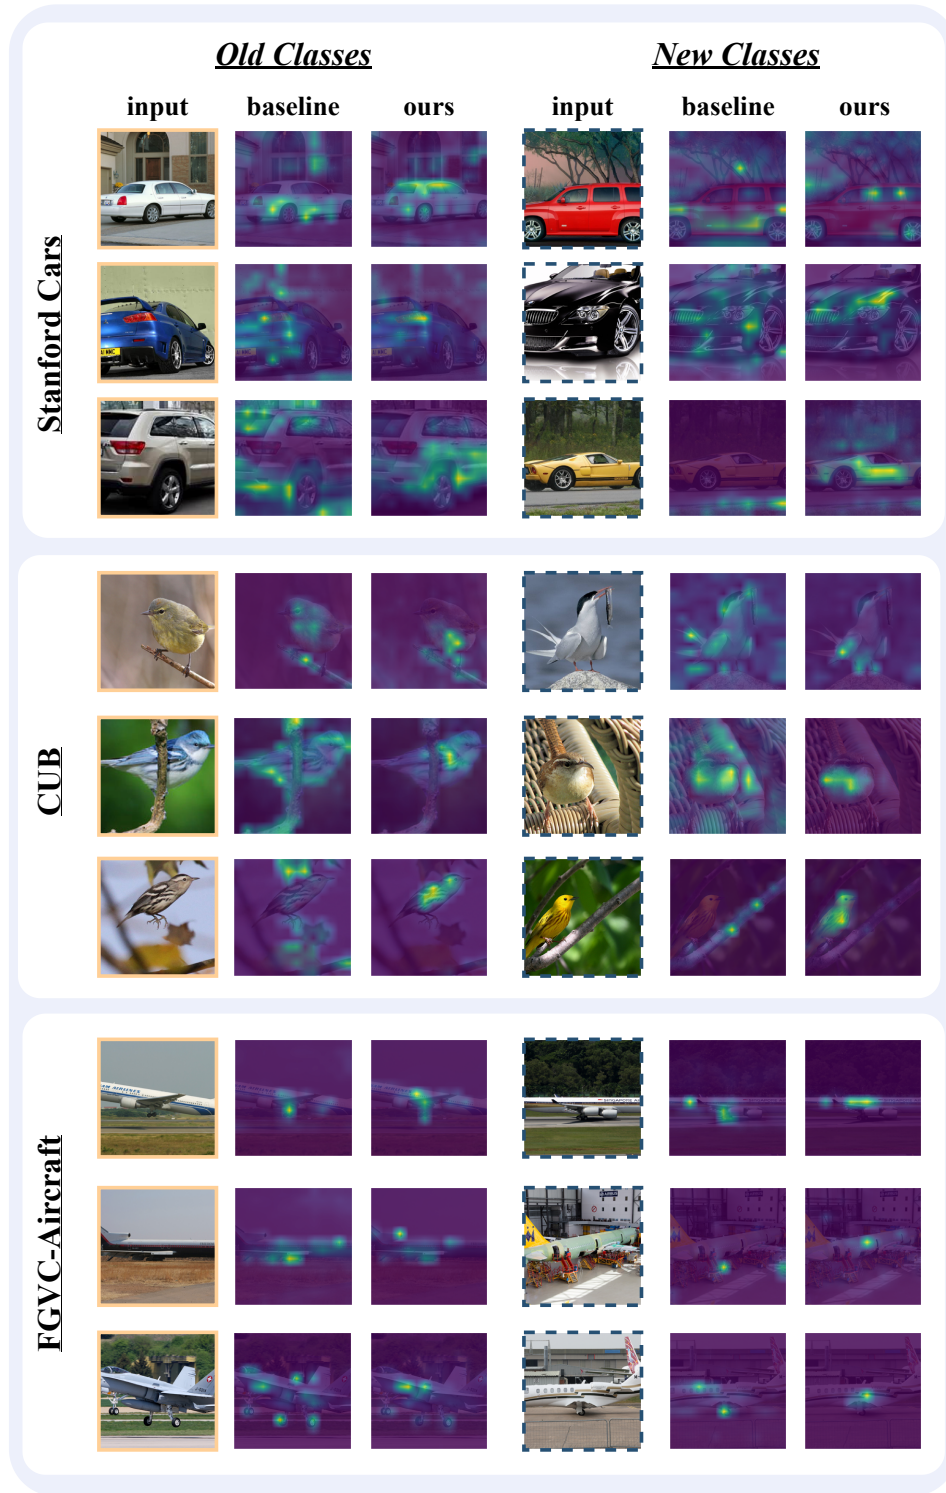 Old Classes New Classes
input baseline ours input baseline ours
Stanford Cars
CUB
FGVC-Aircraft